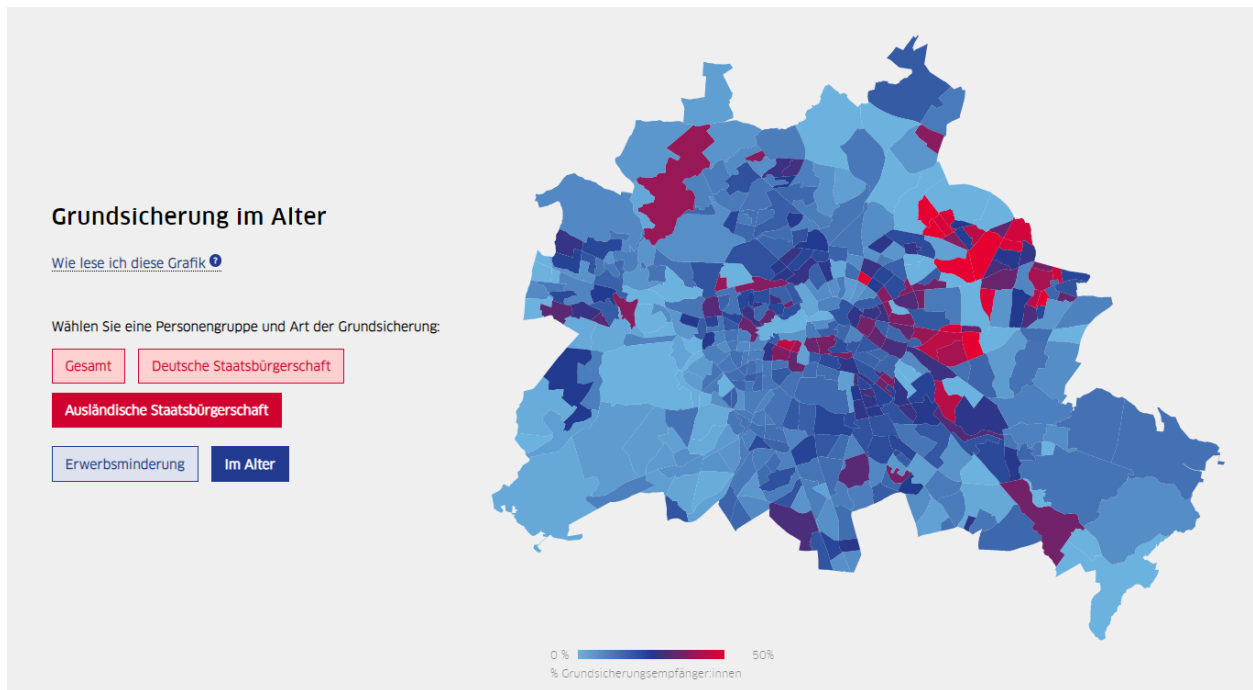 Grundsicherung im Alter
Wie lese ich diese Grafik ?
Wählen Sie eine Personengruppe und Art der Grundsicherung:
Gesamt Deutsche Staatsbürgerschaft
Ausländische Staatsbürgerschaft
Erwerbsminderung Im Alter
0 % 50%
% Grundsicherungsempfänger:innen